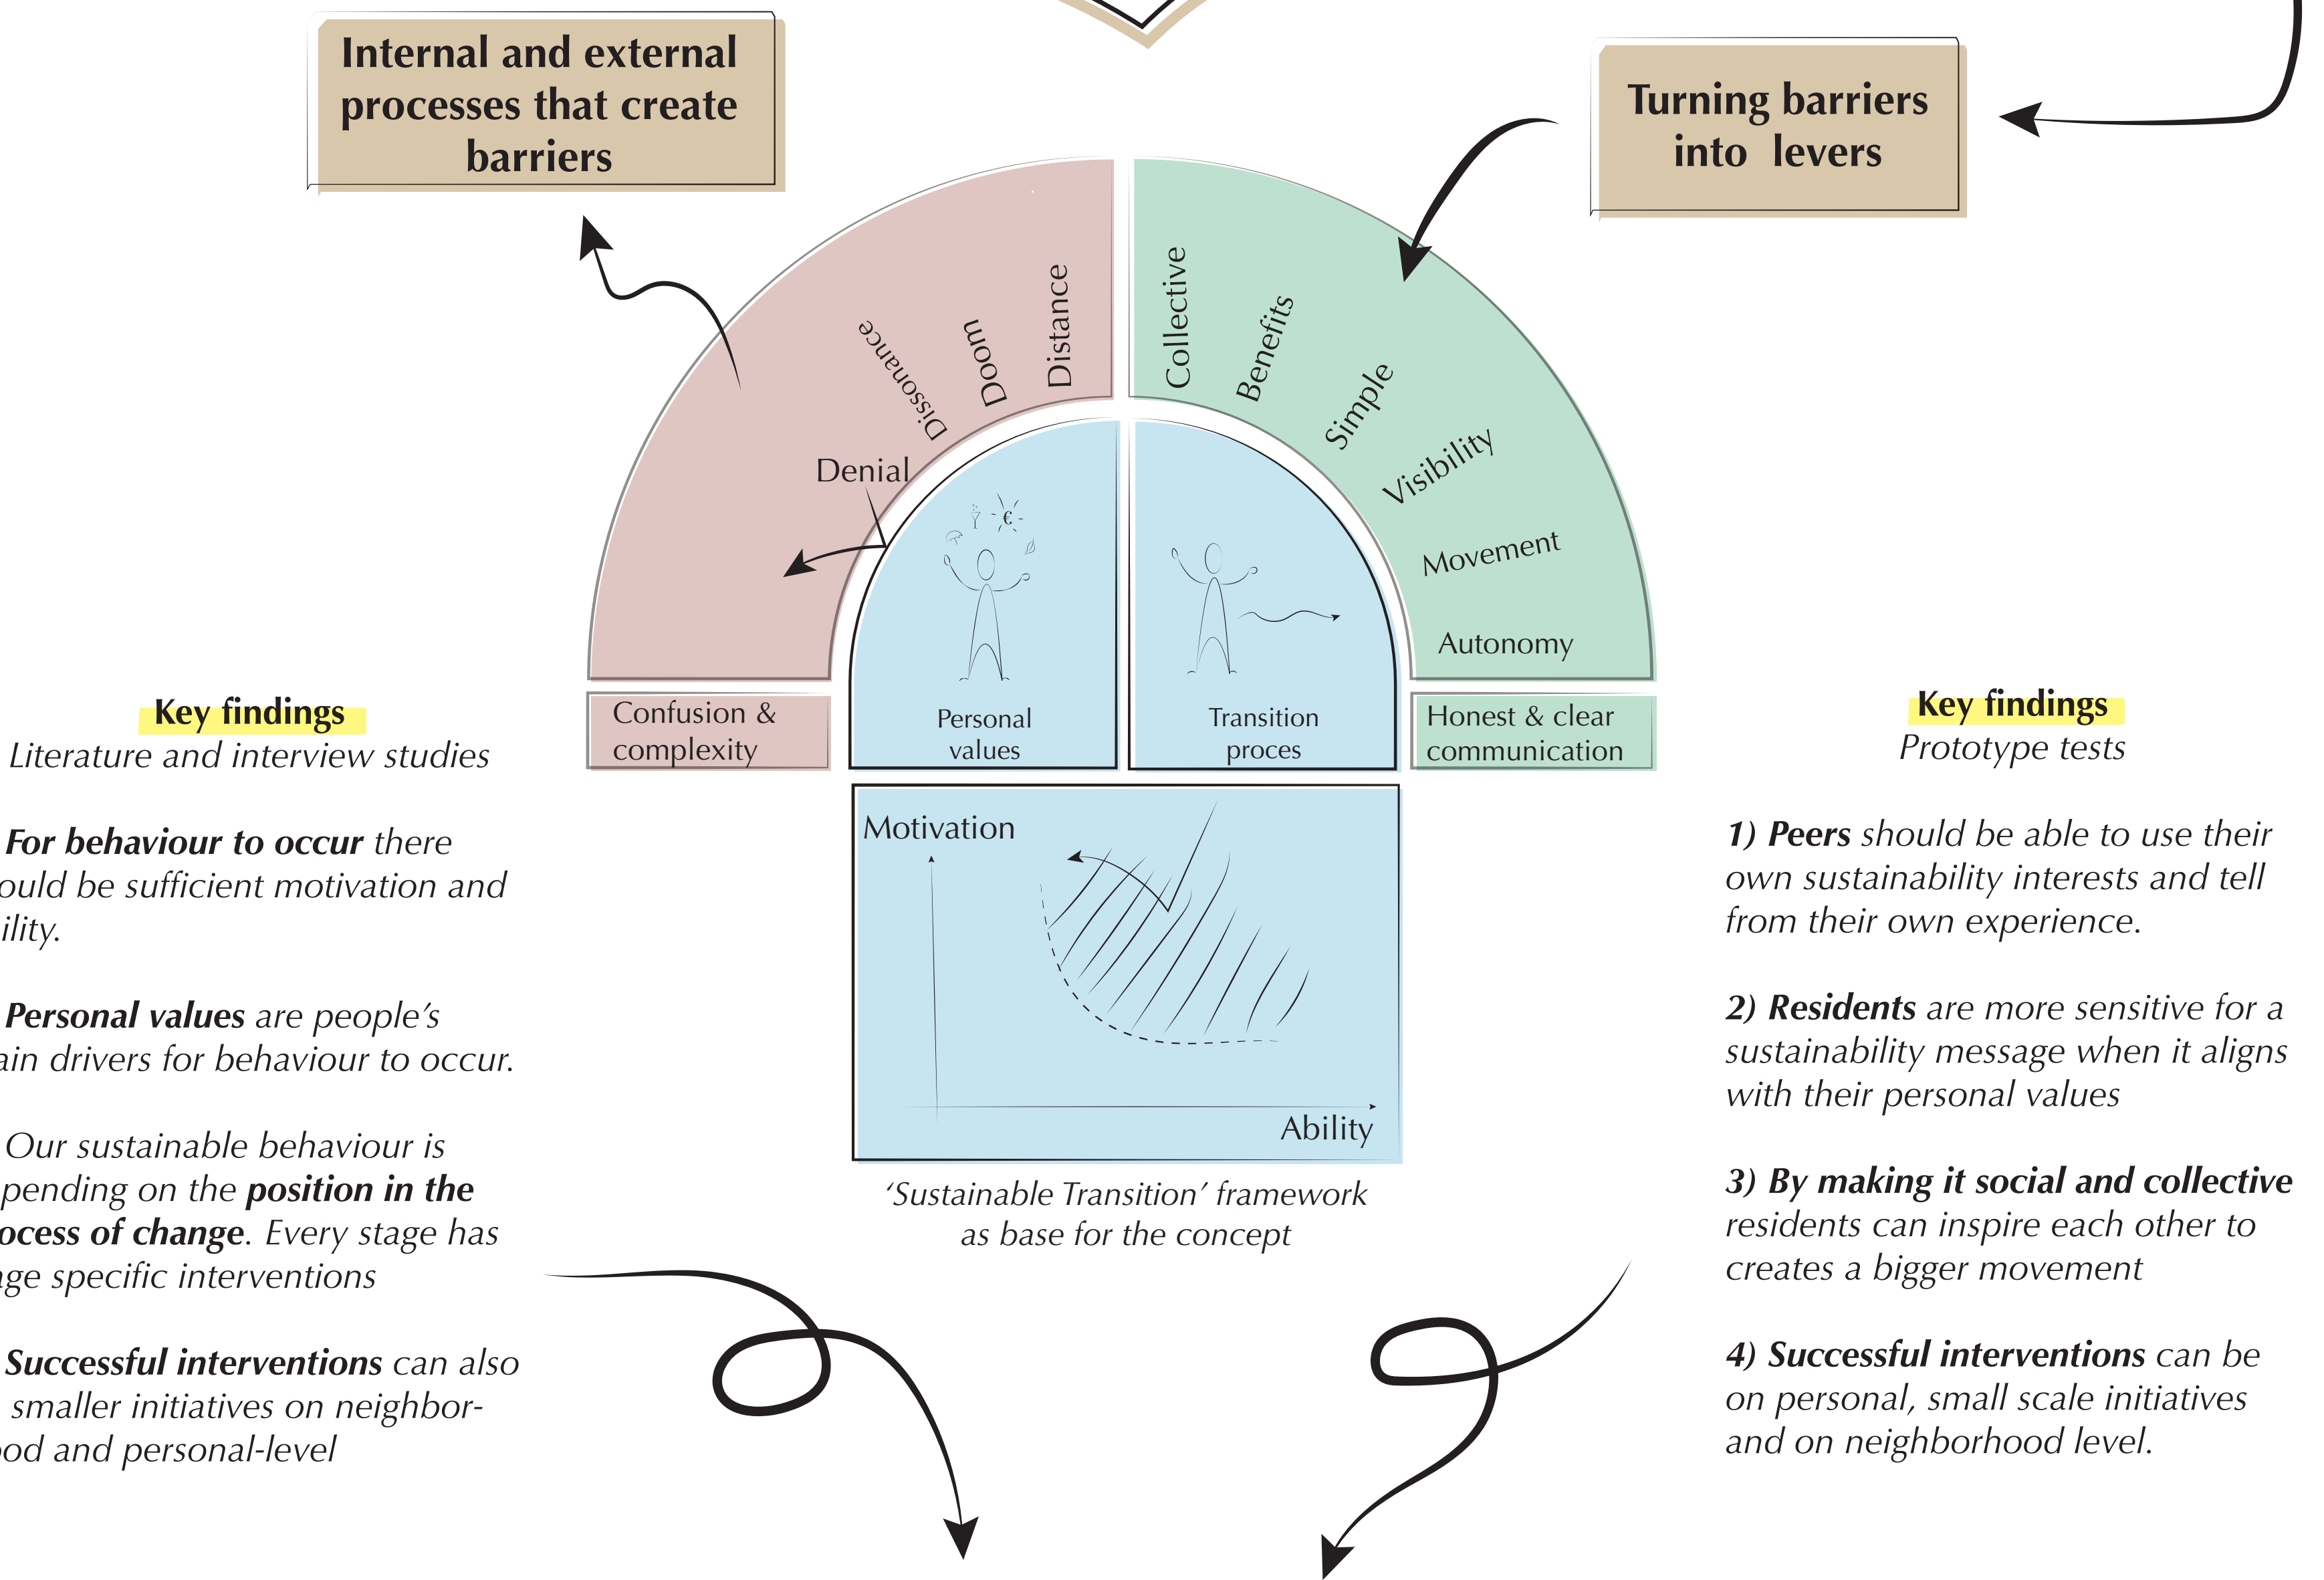 Internal and external
processes that create
barriers
Turning barriers
into levers
Denial
Dissonance
Doom
Distance
Collective
Benefits
Simple
Visibility
Movement
Autonomy
€
Confusion &
complexity
Personal
values
Transition
proces
Honest & clear
communication
Motivation
Ability
‘Sustainable Transition’ framework
as base for the concept
Key findings
Literature and interview studies
For behaviour to occur there
ould be sufficient motivation and
ility.
Personal values are people’s
ain drivers for behaviour to occur.
Our sustainable behaviour is
pending on the position in the
ocess of change. Every stage has
ge specific interventions
Successful interventions can also
smaller initiatives on neighbor-
ood and personal-level
Key findings
Prototype tests
1) Peers should be able to use their
own sustainability interests and tell
from their own experience.
2) Residents are more sensitive for a
sustainability message when it aligns
with their personal values
3) By making it social and collective
residents can inspire each other to
creates a bigger movement
4) Successful interventions can be
on personal, small scale initiatives
and on neighborhood level.